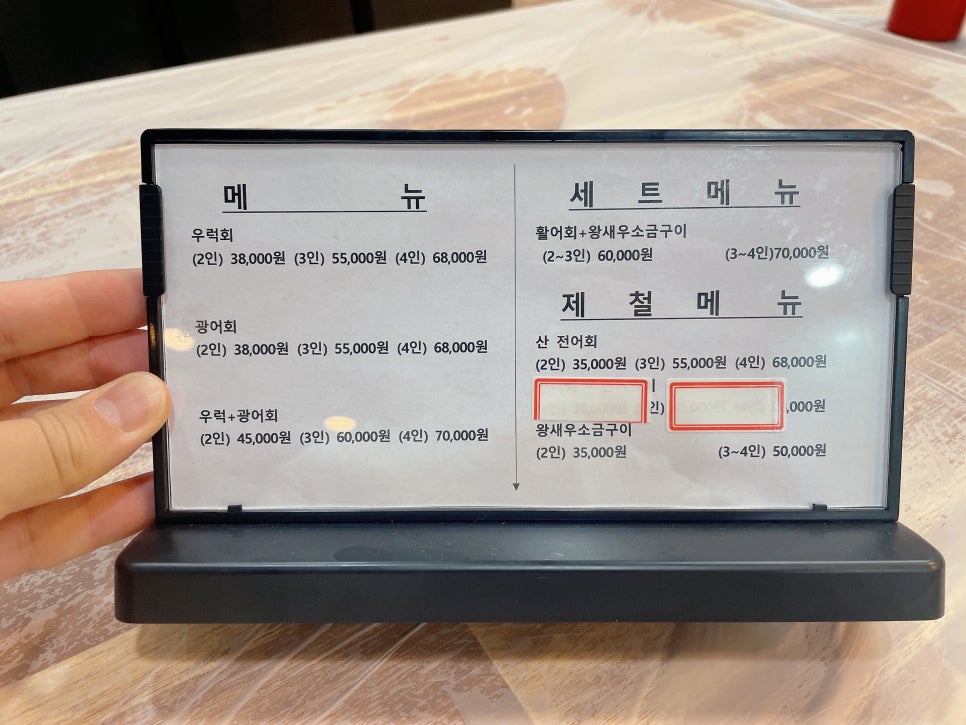 메 뉴
우럭회
(2인) 38,000원 (3인) 55,000원 (4인) 68,000원
광어회
(2인) 38,000원 (3인) 55,000원 (4인) 68,000원
우럭+광어회
(2인) 45,000원 (3인) 60,000원 (4인) 70,000원
세 트 메 뉴
활어회+왕새우소금구이
(2~3인) 60,000원 (3~4인)70,000원
제 철 메 뉴
산 전어회
(2인) 35,000원 (3인) 55,000원 (4인) 68,000원
왕새우소금구이
(2인) 35,000원 (3~4인) 50,000원